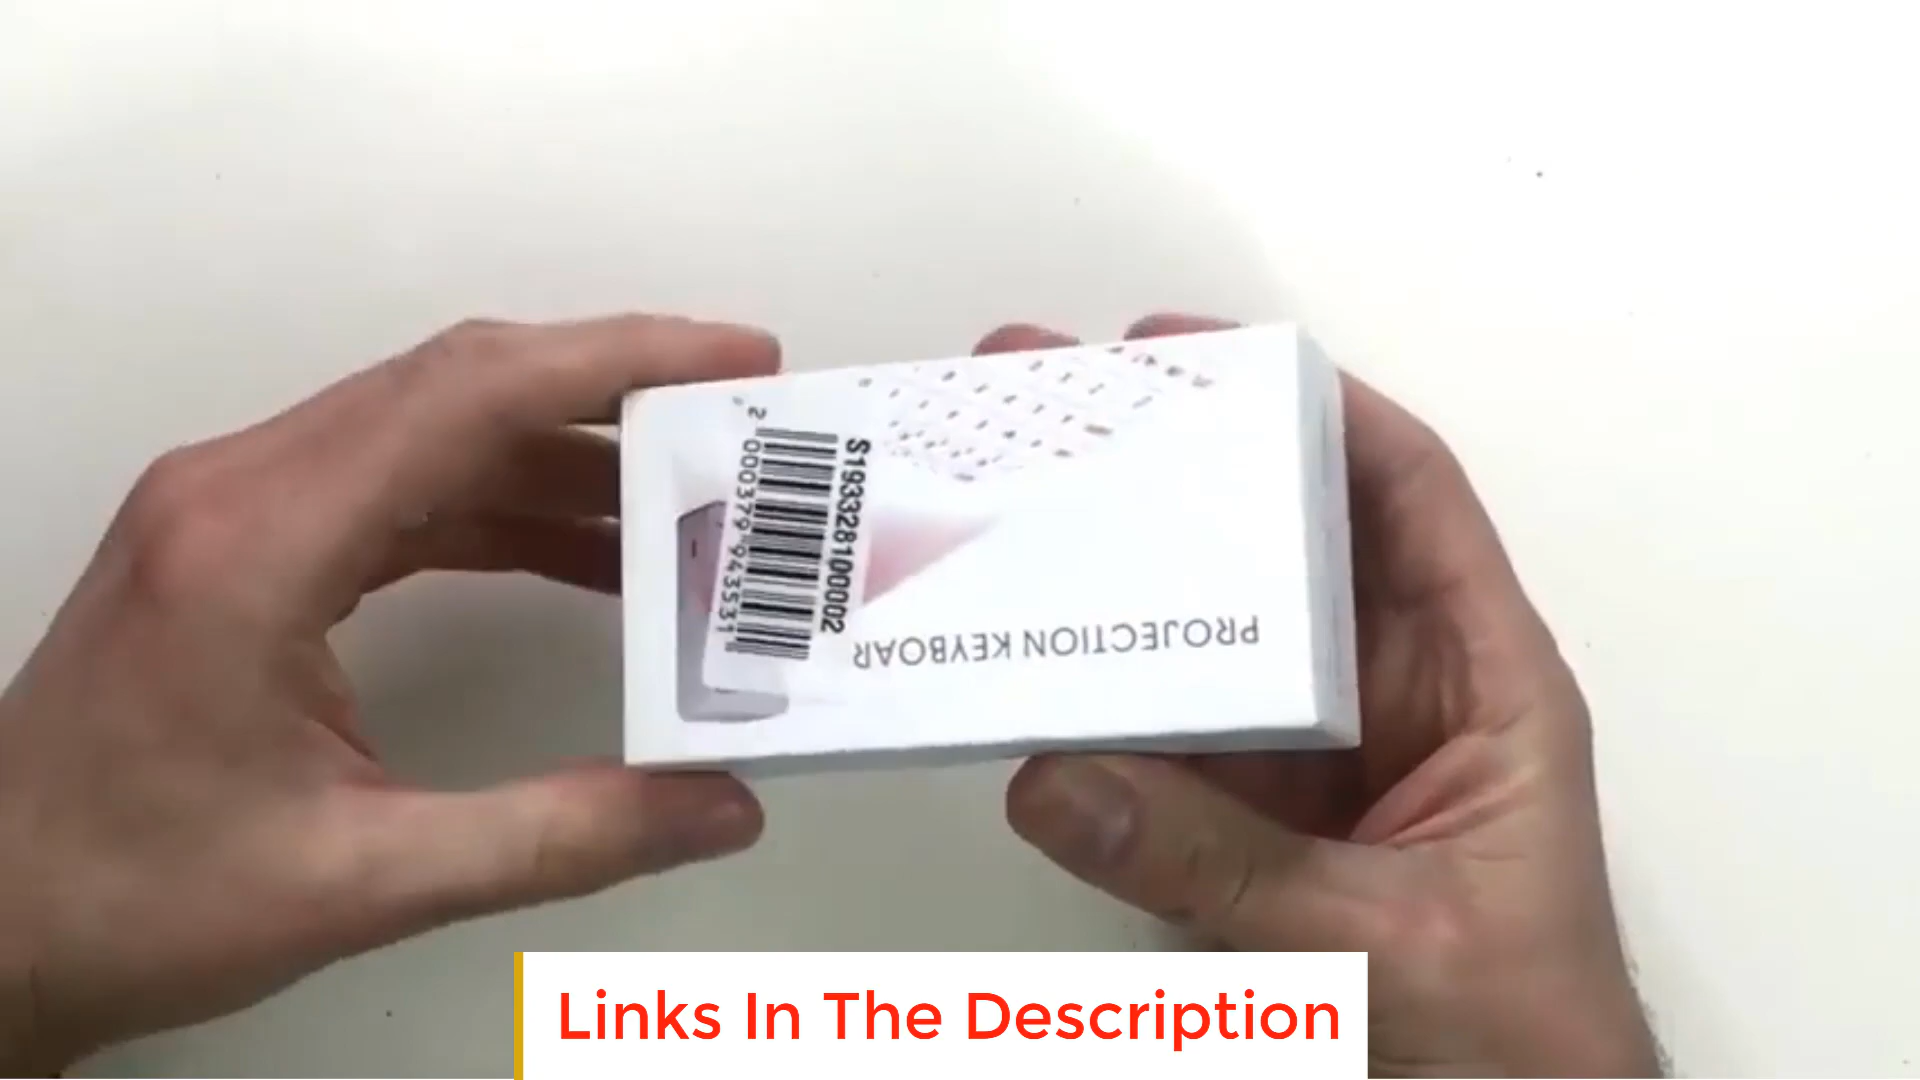 S1933281000002
2 000379 943531
PROJECTION KEYBOAR
Links In The Description